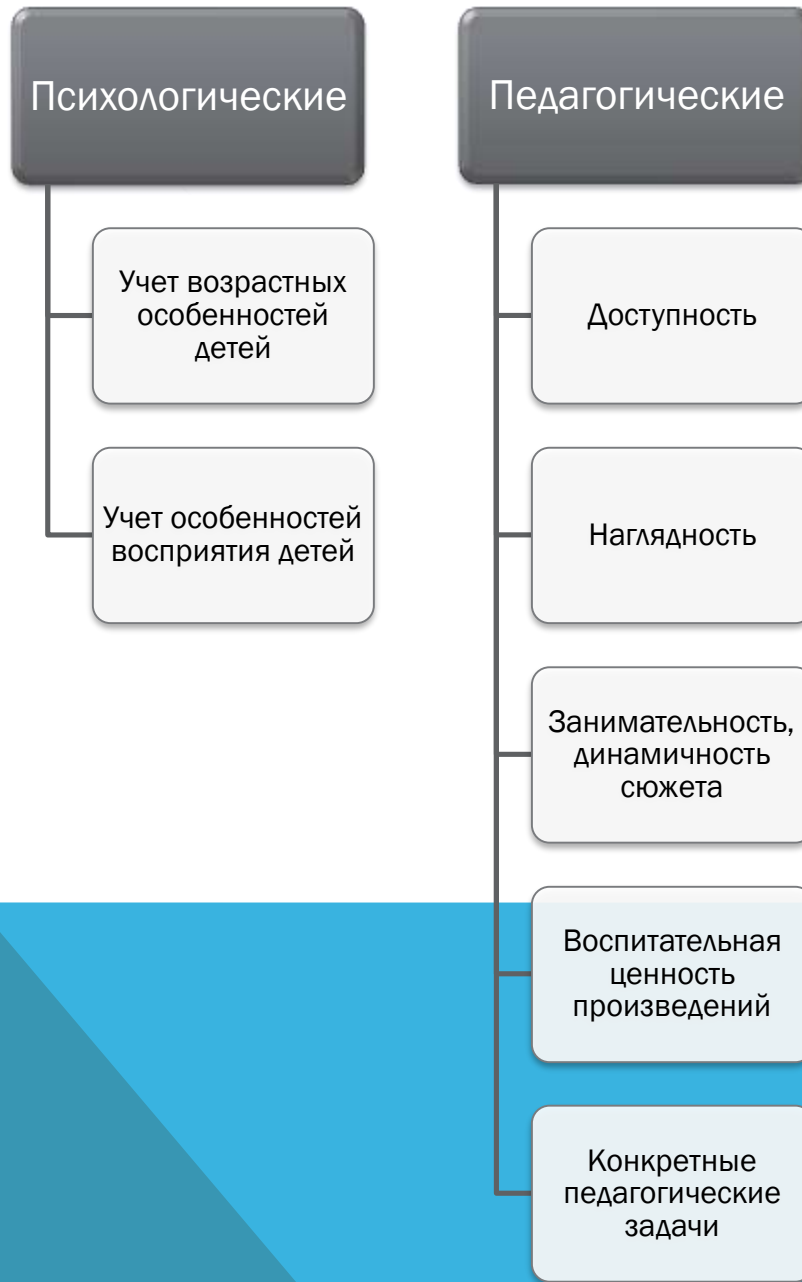 Психологические
Учет возрастных
особенностей
детей
Учет особенностей
восприятия детей
Педагогические
Доступность
Наглядность
Занимательность,
динамичность
сюжета
Воспитательная
ценность
произведений
Конкретные
педагогические
задачи